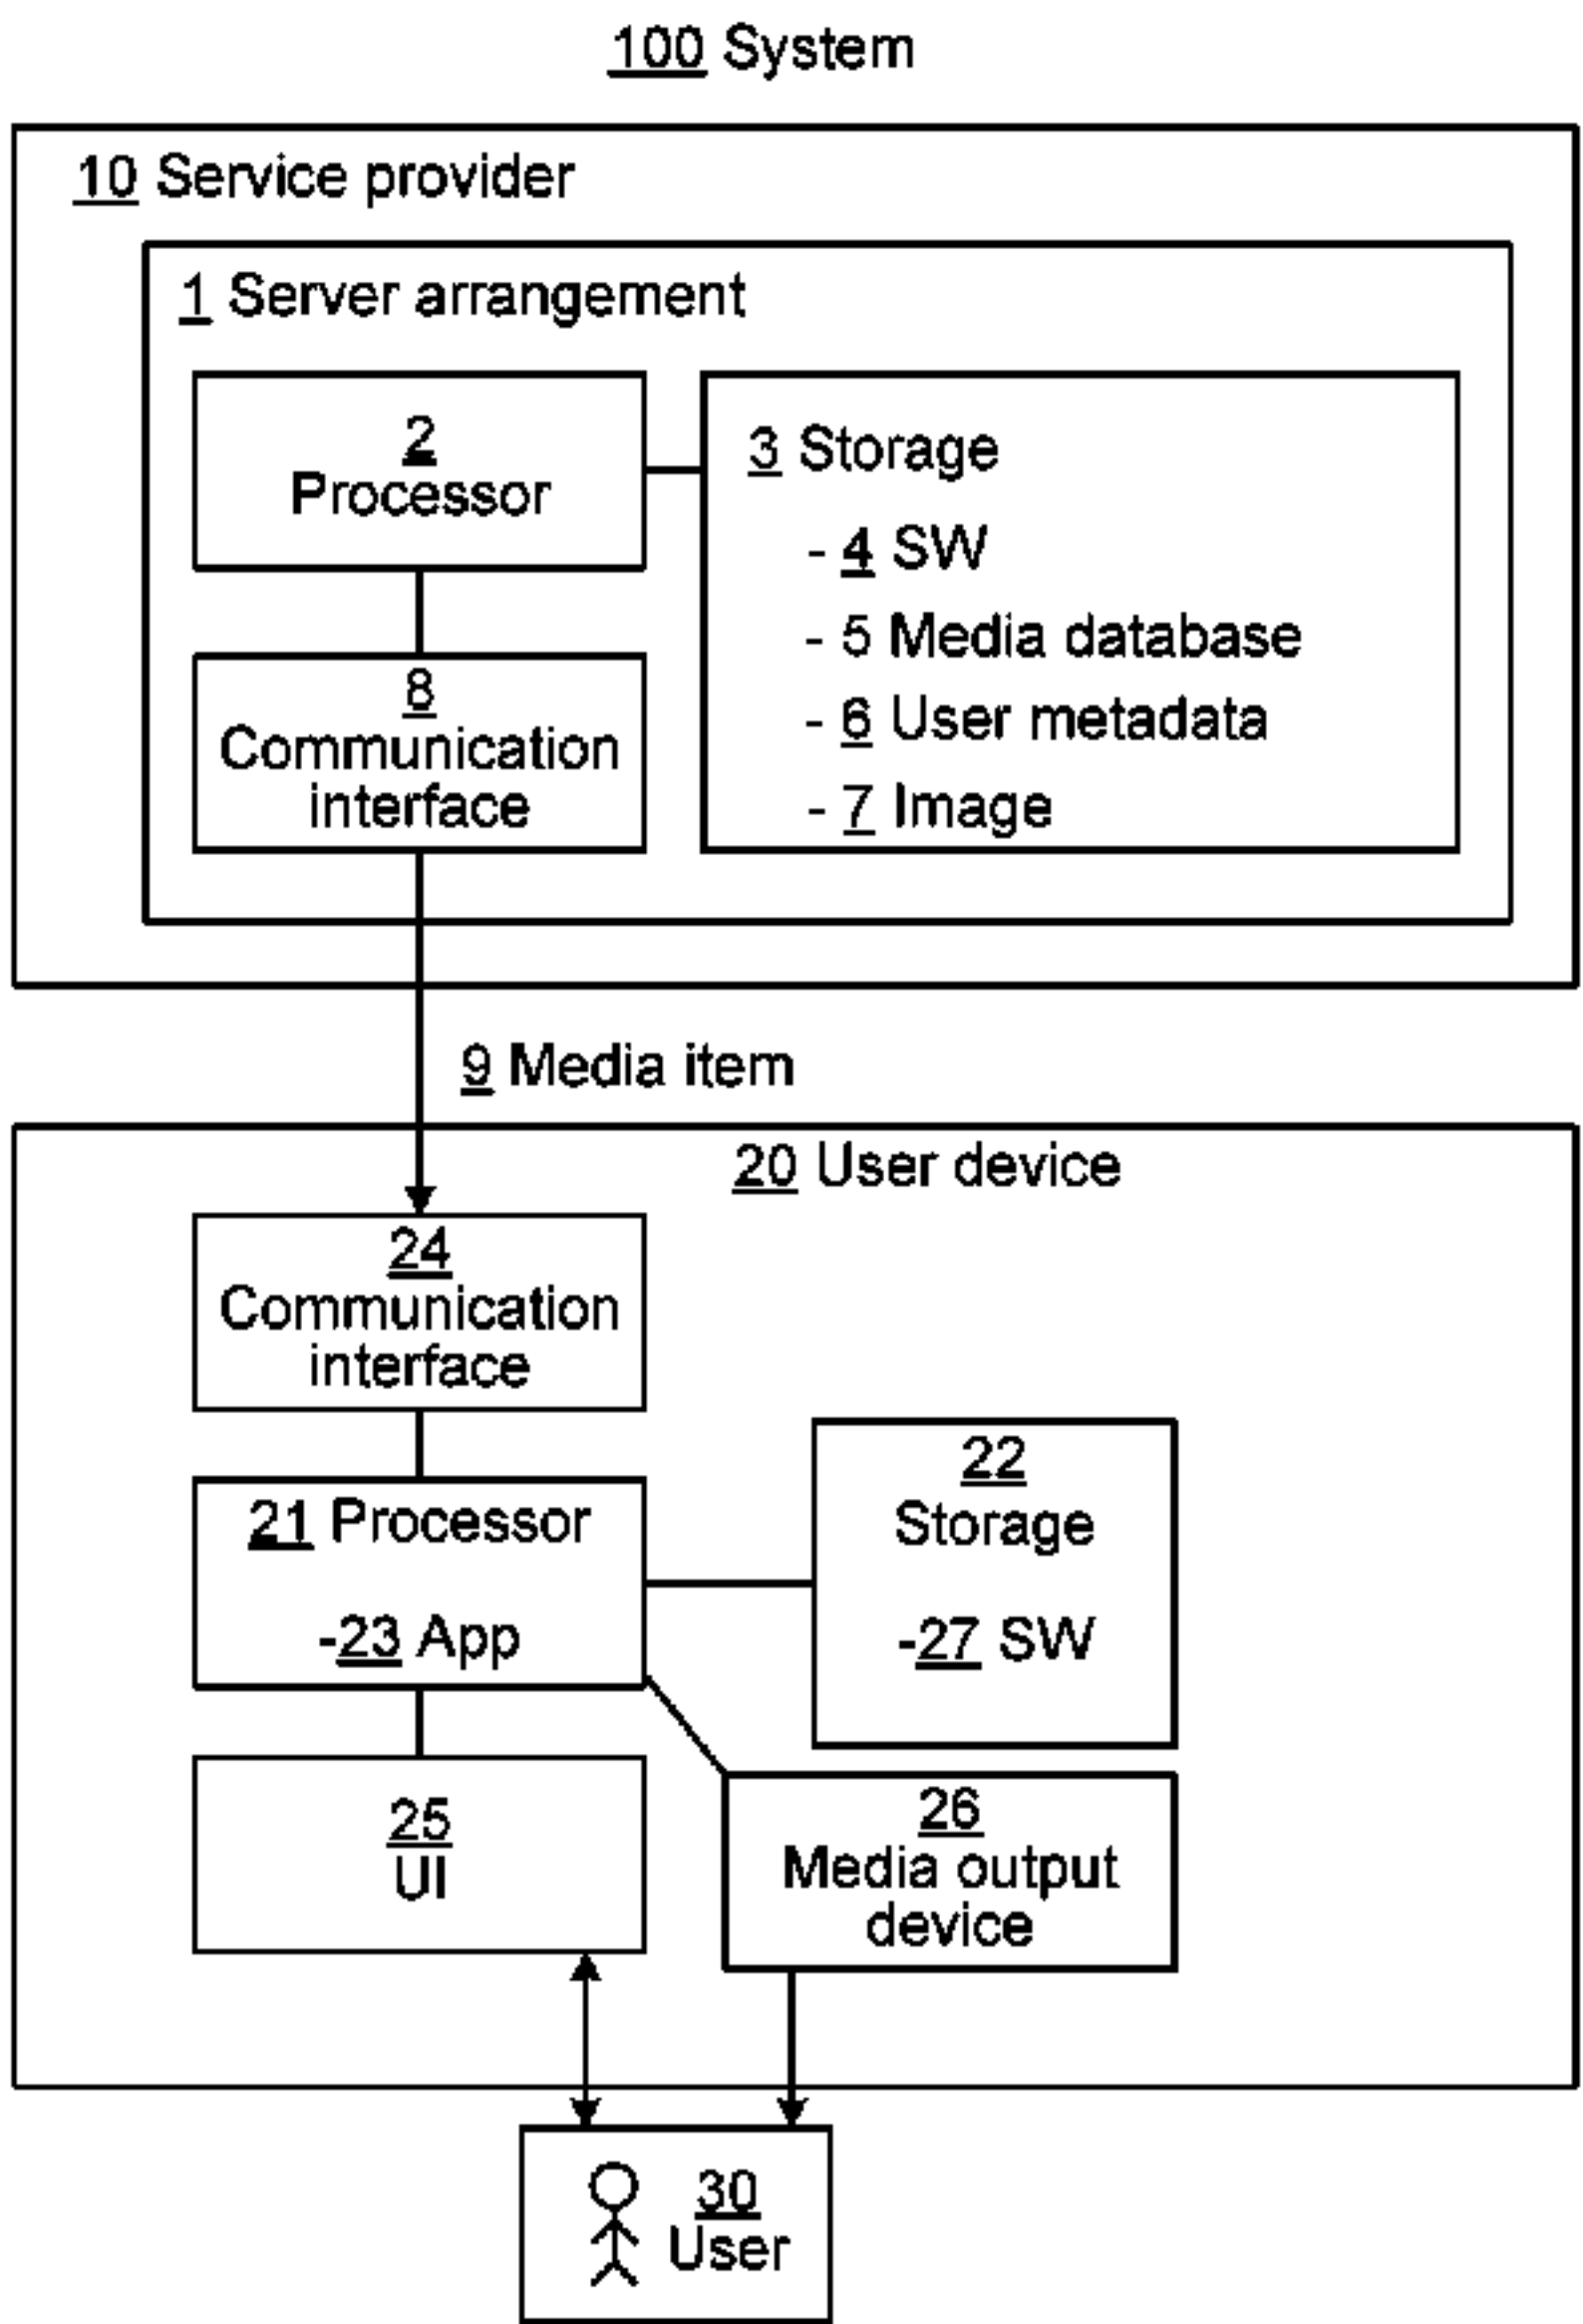 100 System
10 Service provider
1 Server arrangement
2
Processor
3 Storage
- 4 SW
- 5 Media database
- 6 User metadata
- 7 Image
8
Communication
interface
9 Media item
20 User device
24
Communication
interface
21 Processor
-23 App
22
Storage
-27 SW
25
UI
26
Media output
device
30
User